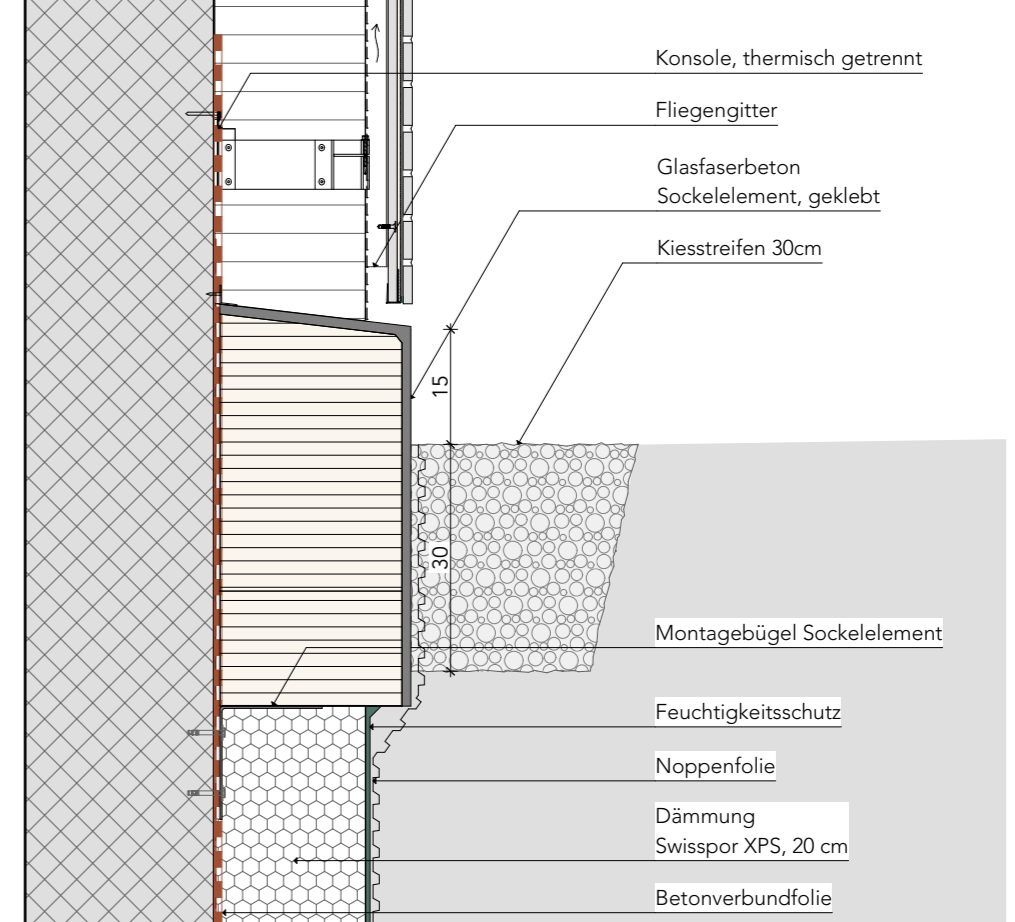 Konsole, thermisch getrennt
Fliegengitter
Glasfaserbeton
Sockelelement, geklebt
Kiesstreifen 30cm
15
30
Montagebügel Sockelelement
Feuchtigkeitsschutz
Noppenfolie
Dämmung
Swisspor XPS, 20 cm
Betonverbundfolie